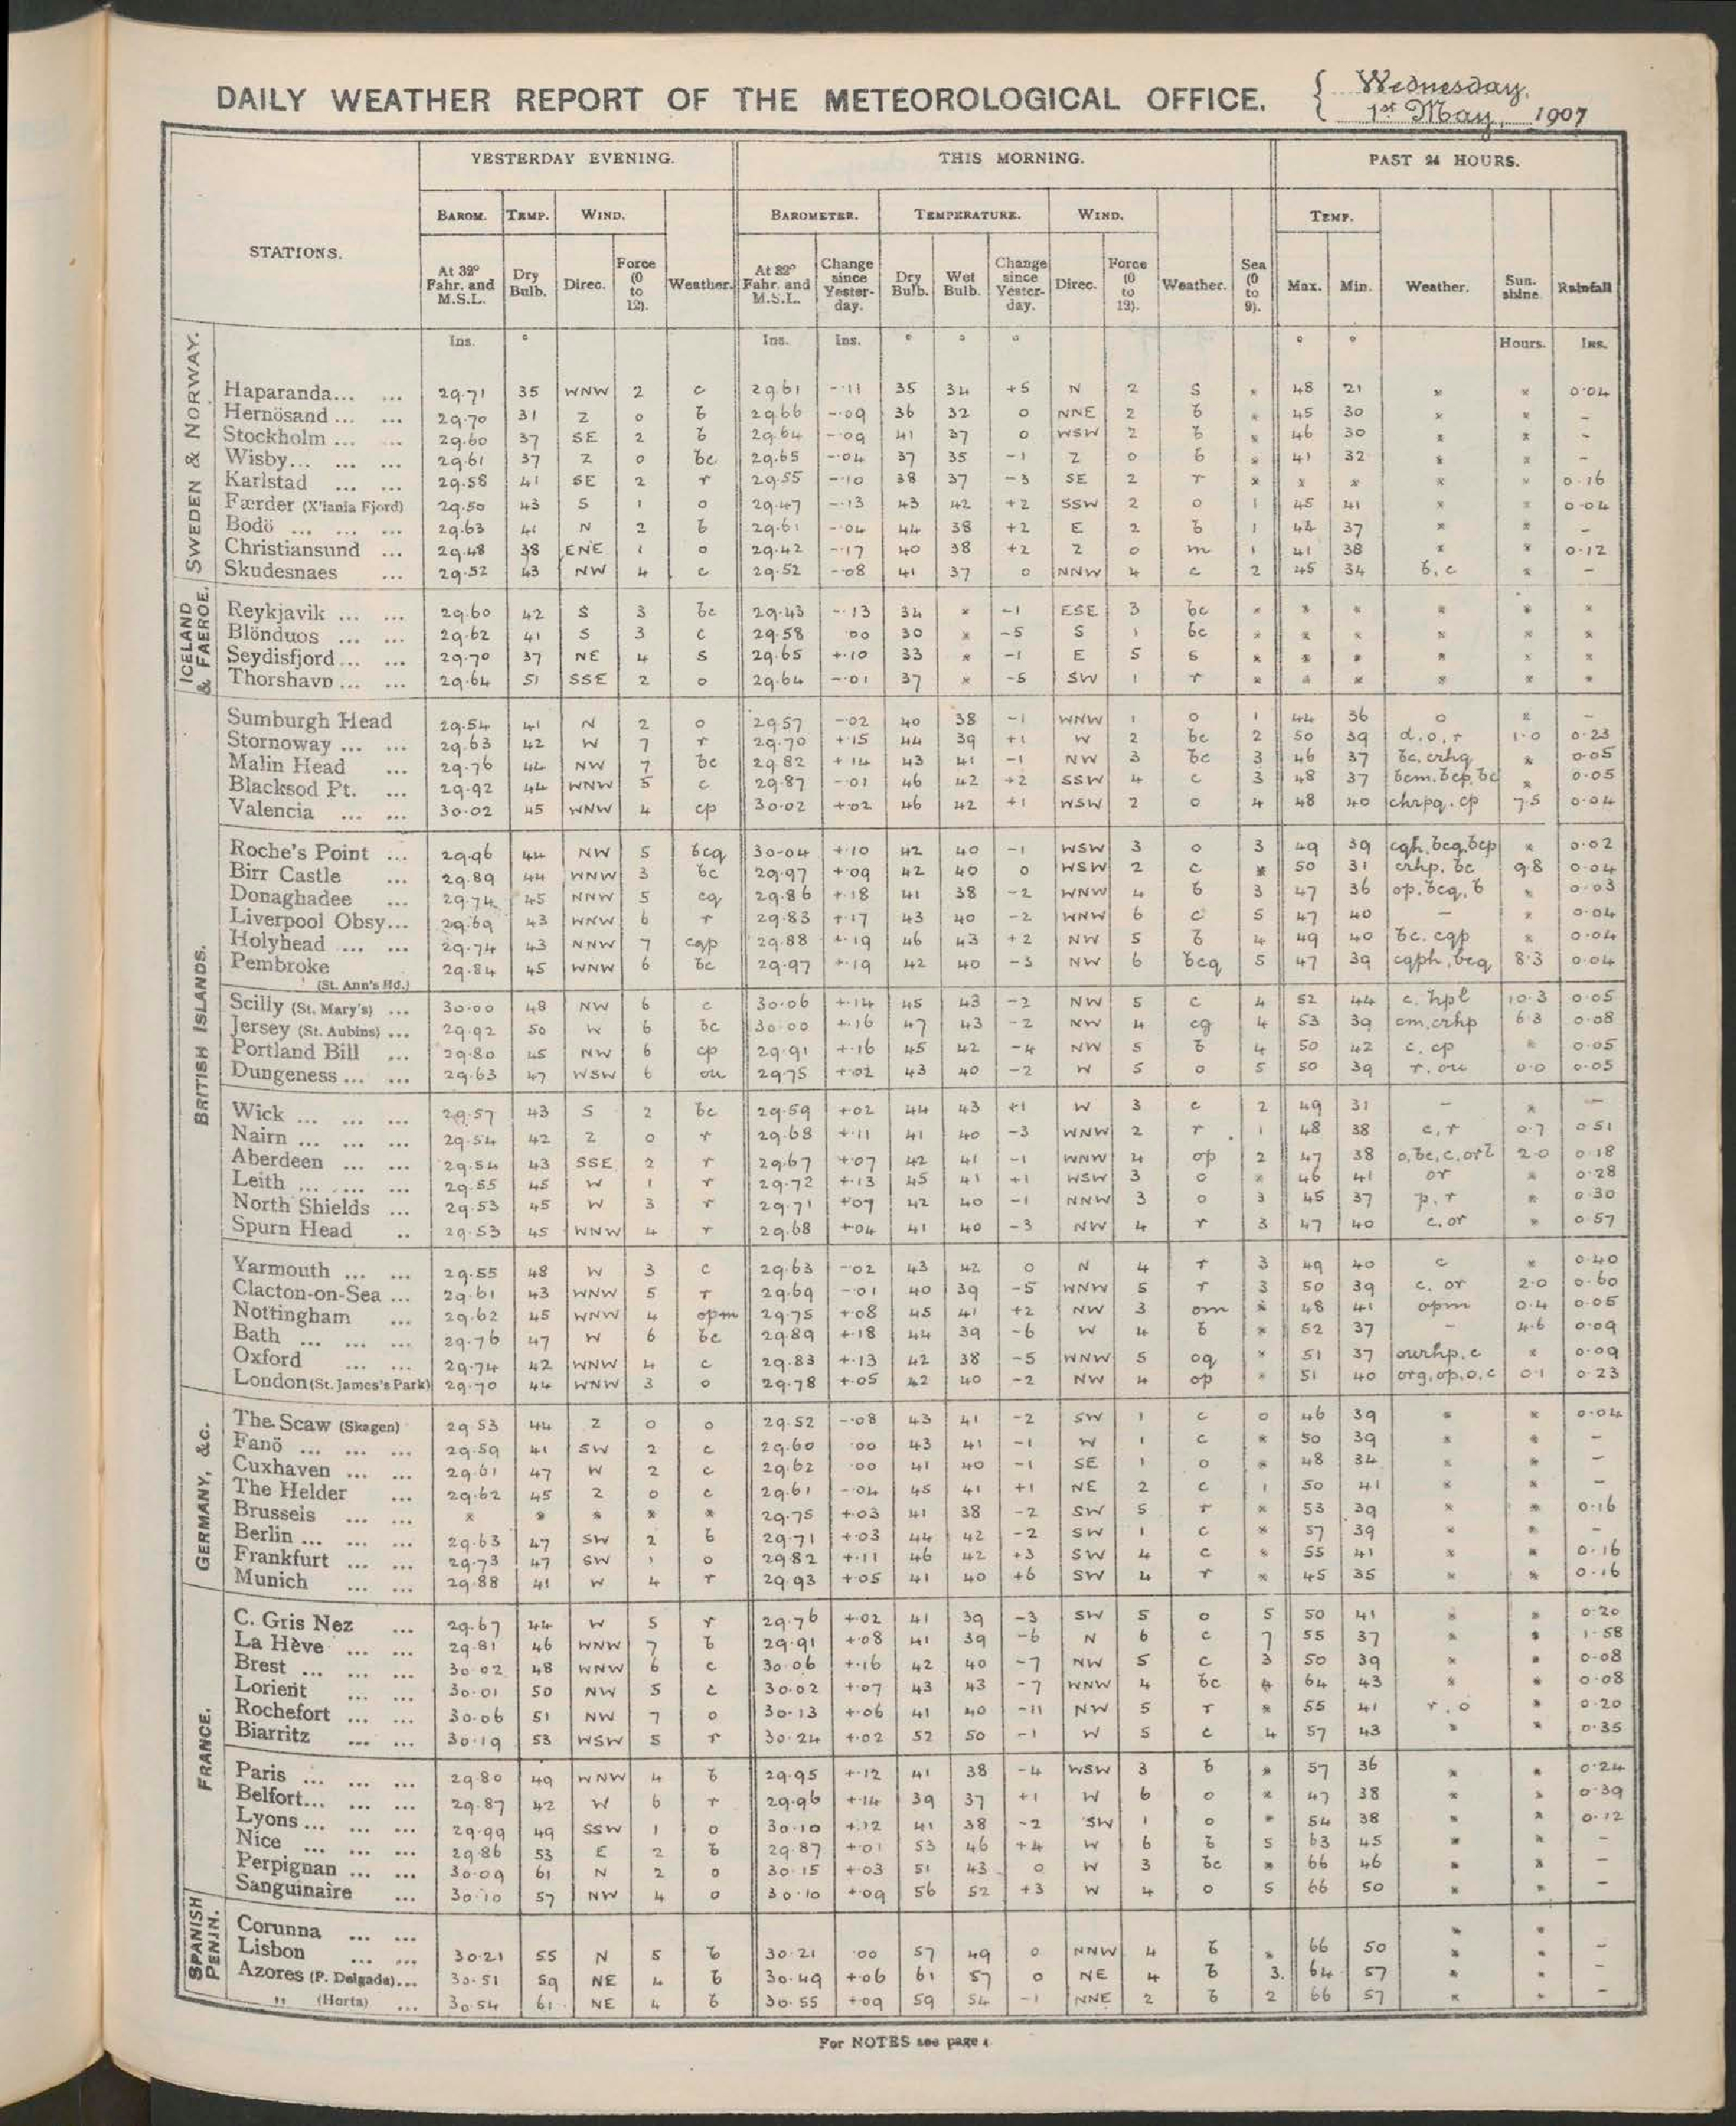 DAILY WEATHER REPORT OF THE METEOROLOGICAL OFFICE. { Wednesday, 1st May, 1907
YESTERDAY EVENING. THIS MORNING. PAST 24 HOURS.
BAROM. TEMP. WIND. BAROMETER. TEMPERATURE. WIND. TEMP.
STATIONS. At 32° Fahr. and M.S.L. Dry Bulb. Direc. Force (0 to 12). Weather. At 32° Fahr. and M.S.L. Change since Yester-day. Dry Bulb. Wet Bulb. Change since Yester-day. Direc. Force (0 to 12). Weather. Sea (0 to 9). Max. Min. Weather. Sun-shine. Rainfall
Ins. ° Ins. Ins. ° ° ° ° ° Hours. Ins.
SWEDEN & NORWAY.
Haparanda... ... 29.71 35 WNW 2 c 29.61 -.11 35 34 +5 N 2 s * 48 21 * * 0.04
Hernösand ... ... 29.70 31 Z 0 b 29.66 -.09 36 32 0 NNE 2 b * 45 30 * * -
Stockholm ... ... 29.60 37 SE 2 b 29.64 -.09 41 37 0 WSW 2 b * 46 30 * * -
Wisby... ... ... 29.61 37 Z 0 bc 29.65 -.04 37 35 -1 Z 0 b * 41 32 * * -
Karlstad ... ... 29.58 41 SE 2 r 29.55 -.10 38 37 -3 SE 2 r * * * * * 0.16
Færder (X'iania Fjord) 29.50 43 S 1 o 29.47 -.13 43 42 +2 SSW 2 o 1 45 41 * * 0.04
Bodö ... ... ... 29.63 41 N 2 b 29.61 -.04 44 38 +2 E 2 b 1 44 37 * * -
Christiansund ... 29.48 38 ENE 1 o 29.42 -.17 40 38 +2 Z 0 m 1 41 38 * * 0.12
Skudesnaes ... 29.52 43 NW 4 c 29.52 -.08 41 37 0 NNW 4 c 2 45 34 b, c * -
ICELAND & FAEROE.
Reykjavik ... ... 29.60 42 S 3 bc 29.43 -.13 34 * -1 ESE 3 bc * * * * * *
Blönduos ... ... 29.62 41 S 3 c 29.58 .00 30 * -5 S 1 bc * * * * * *
Seydisfjord... ... 29.70 37 NE 4 s 29.65 +.10 33 * -1 E 5 s * * * * * *
Thorshavn ... ... 29.64 51 SSE 2 o 29.64 -.01 37 * -5 SW 1 r * * * * * *
BRITISH ISLANDS.
Sumburgh Head 29.54 41 N 2 o 29.57 -.02 40 38 -1 WNW 1 o 1 44 36 o * -
Stornoway ... ... 29.63 42 W 7 r 29.70 +.15 44 39 +1 W 2 bc 2 50 39 d.o,r 1.0 0.23
Malin Head ... 29.76 44 NW 7 bc 29.82 +.14 43 41 -1 NW 3 bc 3 46 37 bc, crhq * 0.05
Blacksod Pt. ... 29.92 44 WNW 5 c 29.87 -.01 46 42 +2 SSW 4 c 3 48 37 bcm, bcp, bc * 0.05
Valencia ... ... 30.02 45 WNW 4 cp 30.02 +.02 46 42 +1 WSW 2 o 4 48 40 chrpq, cp 7.5 0.04
Roche's Point ... 29.96 44 NW 5 bcq 30.04 +.10 42 40 -1 WSW 3 o 3 49 39 cqh, bcq, bcp * 0.02
Birr Castle ... 29.89 44 WNW 3 bc 29.97 +.09 42 40 0 WSW 2 c * 50 31 crhp, bc 9.8 0.04
Donaghadee ... 29.74 45 NNW 5 cq 29.86 +.18 41 38 -2 WNW 4 b 3 47 36 op, bcq, b * 0.03
Liverpool Obsy... 29.69 43 WNW 6 r 29.83 +.17 43 40 -2 WNW 6 c 5 47 40 - * 0.04
Holyhead ... ... 29.74 43 NNW 7 cqp 29.88 +.19 46 43 +2 NW 5 b 4 49 40 bc. cqp * 0.04
Pembroke 29.84 45 WNW 6 bc 29.97 +.19 42 40 -3 NW 6 bcq 5 47 39 cqph, bcq 8.3 0.04
(St. Ann's Hd.)
Scilly (St. Mary's) ... 30.00 48 NW 6 c 30.06 +.14 45 43 -2 NW 5 c 4 52 44 c, hpl 10.3 0.05
Jersey (St. Aubins) ... 29.92 50 W 6 bc 30.00 +.16 47 43 -2 NW 4 cg 4 53 39 cm, crhp 6.3 0.08
Portland Bill ... 29.80 45 NW 6 cp 29.91 +.16 45 42 -4 NW 5 b 4 50 42 c, cp * 0.05
Dungeness ... ... 29.63 47 WSW 6 ou 29.75 +.02 43 40 -2 W 5 o 5 50 39 r, ou 0.0 0.05
Wick ... ... ... 29.57 43 S 2 bc 29.59 +.02 44 43 +1 W 3 c 2 49 31 - * -
Nairn ... ... ... 29.54 42 Z 0 r 29.68 +.11 41 40 -3 WNW 2 r 1 48 38 c, r 0.7 0.51
Aberdeen ... ... 29.54 43 SSE 2 r 29.67 +.07 42 41 -1 WNW 4 op 2 47 38 o, bc, c, orl 2.0 0.18
Leith ... ... ... 29.55 45 W 1 r 29.72 +.13 45 41 +1 WSW 3 o * 46 41 or * 0.28
North Shields ... 29.53 45 W 3 r 29.71 +.07 42 40 -1 NNW 3 o 3 45 37 p, r * 0.30
Spurn Head .. 29.53 45 WNW 4 r 29.68 +.04 41 40 -3 NW 4 r 3 47 40 c, or * 0.57
Yarmouth ... ... 29.55 48 W 3 c 29.63 -.02 43 42 0 N 4 r 3 49 40 c * 0.40
Clacton-on-Sea ... 29.61 43 WNW 5 r 29.69 -.01 40 39 -5 WNW 5 r 3 50 39 c, or 2.0 0.60
Nottingham ... 29.62 45 WNW 4 opm 29.75 +.08 45 41 +2 NW 3 om * 48 41 opm 0.4 0.05
Bath ... ... ... 29.76 47 W 6 bc 29.89 +.18 44 39 -6 W 4 b * 52 37 - 4.6 0.09
Oxford ... ... 29.74 42 WNW 4 c 29.83 +.13 42 38 -5 WNW 5 oq * 51 37 ourhp, c * 0.09
London (St. James's Park) 29.70 44 WNW 3 o 29.78 +.05 42 40 -2 NW 4 op * 51 40 org, op, o, c 0.1 0.23
GERMANY, &c.
The Scaw (Skagen) 29.53 44 Z 0 o 29.52 -.08 43 41 -2 SW 1 c 0 46 39 * * 0.04
Fanö ... ... ... 29.59 41 SW 2 c 29.60 .00 43 41 -1 W 1 c * 50 39 * * -
Cuxhaven ... ... 29.61 47 W 2 c 29.62 .00 41 40 -1 SE 1 o * 48 34 * * -
The Helder ... 29.62 45 Z 0 c 29.61 -.04 45 41 +1 NE 2 c 1 50 41 * * -
Brussels ... ... * * * * * 29.75 +.03 41 38 -2 SW 5 r * 53 39 * * 0.16
Berlin ... ... ... 29.63 47 SW 2 b 29.71 +.03 44 42 -2 SW 1 c * 57 39 * * -
Frankfurt ... ... 29.73 47 SW 1 o 29.82 +.11 46 42 +3 SW 4 c * 55 41 * * 0.16
Munich ... ... 29.88 41 W 4 r 29.93 +.05 41 40 +6 SW 4 r * 45 35 * * 0.16
FRANCE.
C. Gris Nez ... 29.67 44 W 5 r 29.76 +.02 41 39 -3 SW 5 o 5 50 41 * * 0.20
La Hève ... ... 29.81 46 WNW 7 b 29.91 +.08 41 39 -6 N 6 c 7 55 37 * * 1.58
Brest ... ... ... 30.02 48 WNW 6 c 30.06 +.16 42 40 -7 NW 5 c 3 50 39 * * 0.08
Lorient ... ... 30.01 50 NW 5 c 30.02 +.07 43 43 -7 WNW 4 bc 4 64 43 * * 0.08
Rochefort ... ... 30.06 51 NW 7 o 30.13 +.06 41 40 -11 NW 5 r * 55 41 r, o * 0.20
Biarritz ... ... 30.19 53 WSW 5 r 30.24 +.02 52 50 -1 W 5 c 4 57 43 * * 0.35
Paris ... ... ... 29.80 49 WNW 4 b 29.95 +.12 41 38 -4 WSW 3 b * 57 36 * * 0.24
Belfort... ... ... 29.87 42 W 6 r 29.96 +.14 39 37 +1 W 6 o * 47 38 * * 0.39
Lyons ... ... ... 29.99 49 SSW 1 o 30.10 +.12 41 38 -2 SW 1 o * 54 38 * * 0.12
Nice ... ... ... 29.86 53 E 2 b 29.87 +.01 53 46 +4 W 6 b 5 63 45 * * -
Perpignan ... ... 30.09 61 N 2 o 30.15 +.03 51 43 0 W 3 bc * 66 46 * * -
Sanguinaire ... 30.10 57 NW 4 o 30.10 +.09 56 52 +3 W 4 o 5 66 50 * * -
SPANISH PENIN.
Corunna ... ... * *
Lisbon ... ... 30.21 55 N 5 b 30.21 .00 57 49 0 NNW 4 b * 66 50 * * -
Azores (P. Delgada)... 30.51 59 NE 4 b 30.49 +.06 61 57 0 NE 4 b 3. 64 57 * * -
,, (Horta) ... 30.54 61 NE 4 b 30.55 +.09 59 54 -1 NNE 2 b 2 66 57 * * -
For NOTES see page 4